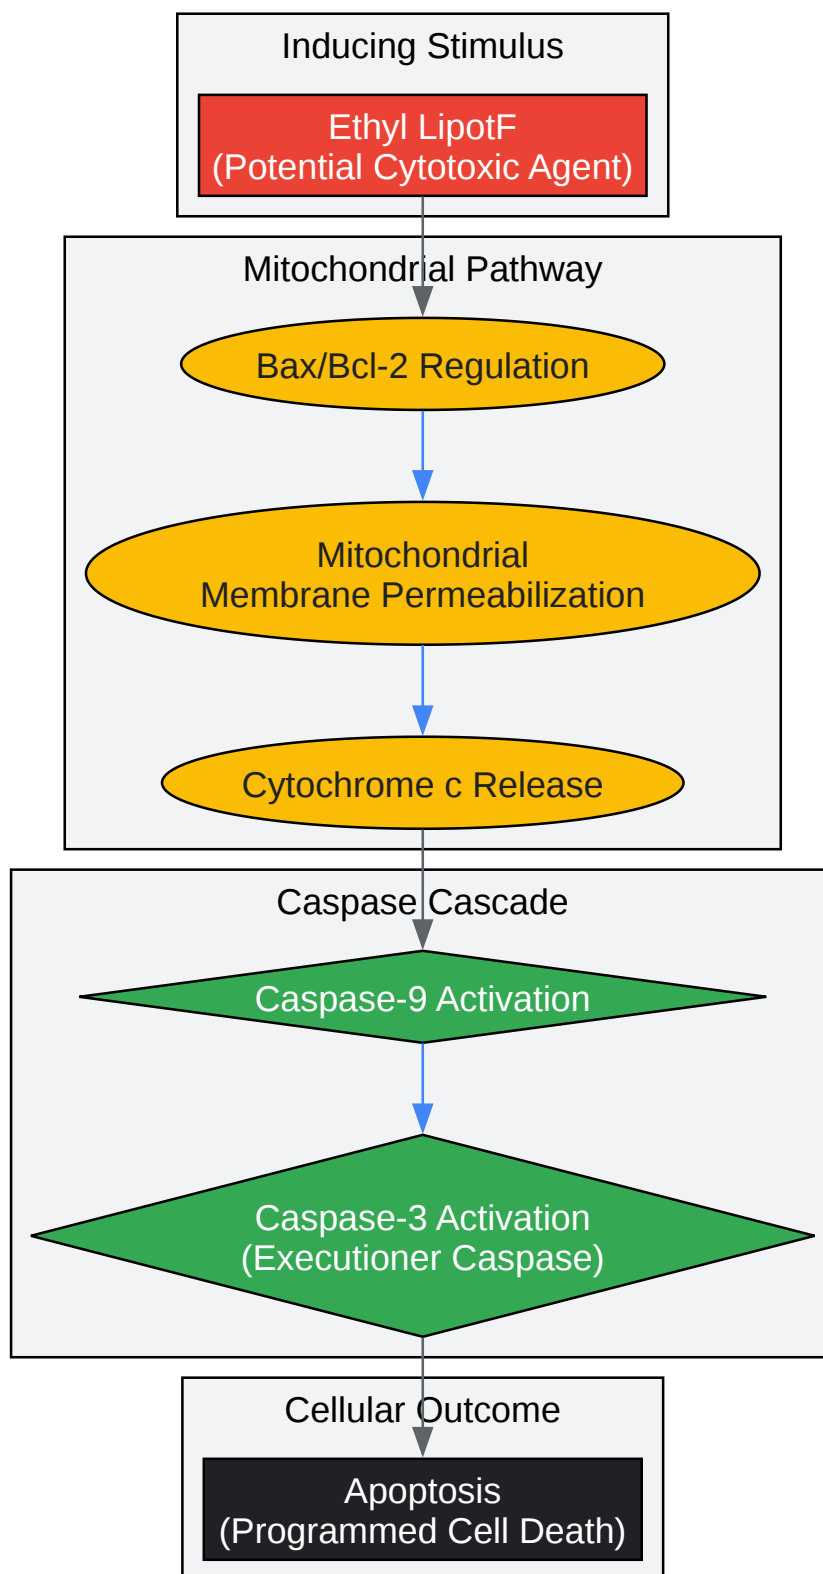 Inducing Stimulus
Ethyl LipotF
(Potential Cytotoxic Agent)
Mitochondrial Pathway
Bax/Bcl-2 Regulation
Mitochondrial
Membrane Permeabilization
Cytochrome c Release
Caspase Cascade
Caspase-9 Activation
Caspase-3 Activation
(Executioner Caspase)
Cellular Outcome
Apoptosis
(Programmed Cell Death)